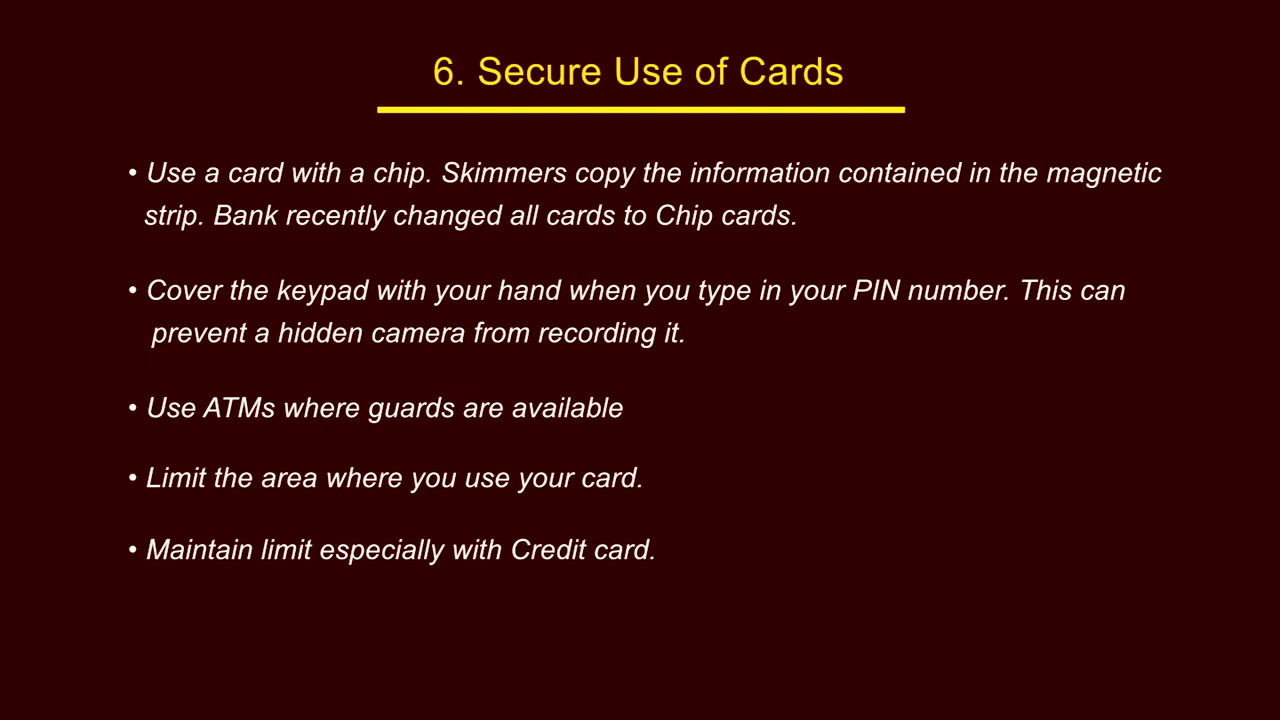 6. Secure Use of Cards
• Use a card with a chip. Skimmers copy the information contained in the magnetic
strip. Bank recently changed all cards to Chip cards.
• Cover the keypad with your hand when you type in your PIN number. This can
prevent a hidden camera from recording it.
• Use ATMs where guards are available
• Limit the area where you use your card.
• Maintain limit especially with Credit card.